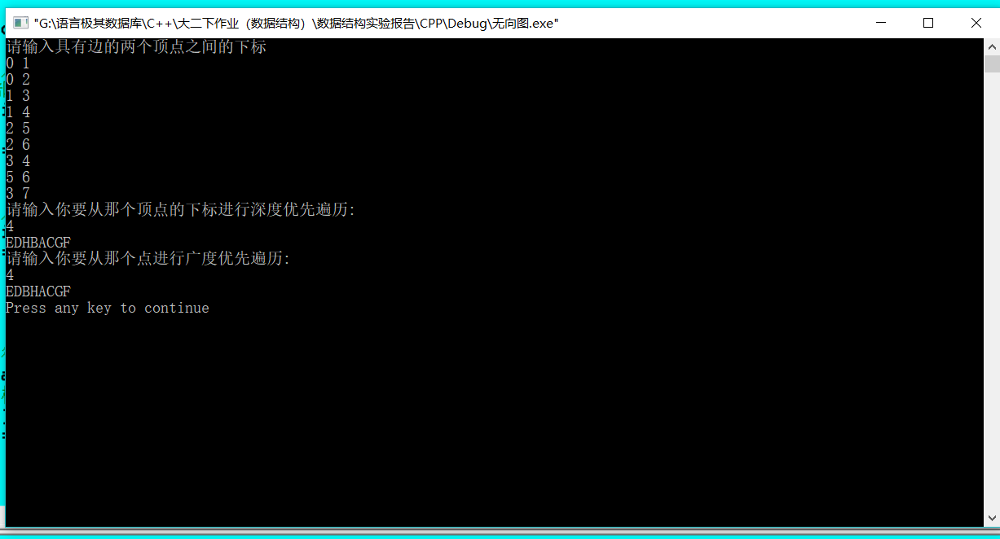 "G:\语言极其数据库\C++\大二下作业（数据结构）\数据结构实验报告\CPP\Debug\无向图.exe"
请输入具有边的两个顶点之间的下标
0 1
0 2
1 3
1 4
2 5
2 6
3 4
5 6
3 7
请输入你要从那个顶点的下标进行深度优先遍历:
4
EDHBACGF
请输入你要从那个点进行广度优先遍历:
4
EDBHACGF
Press any key to continue